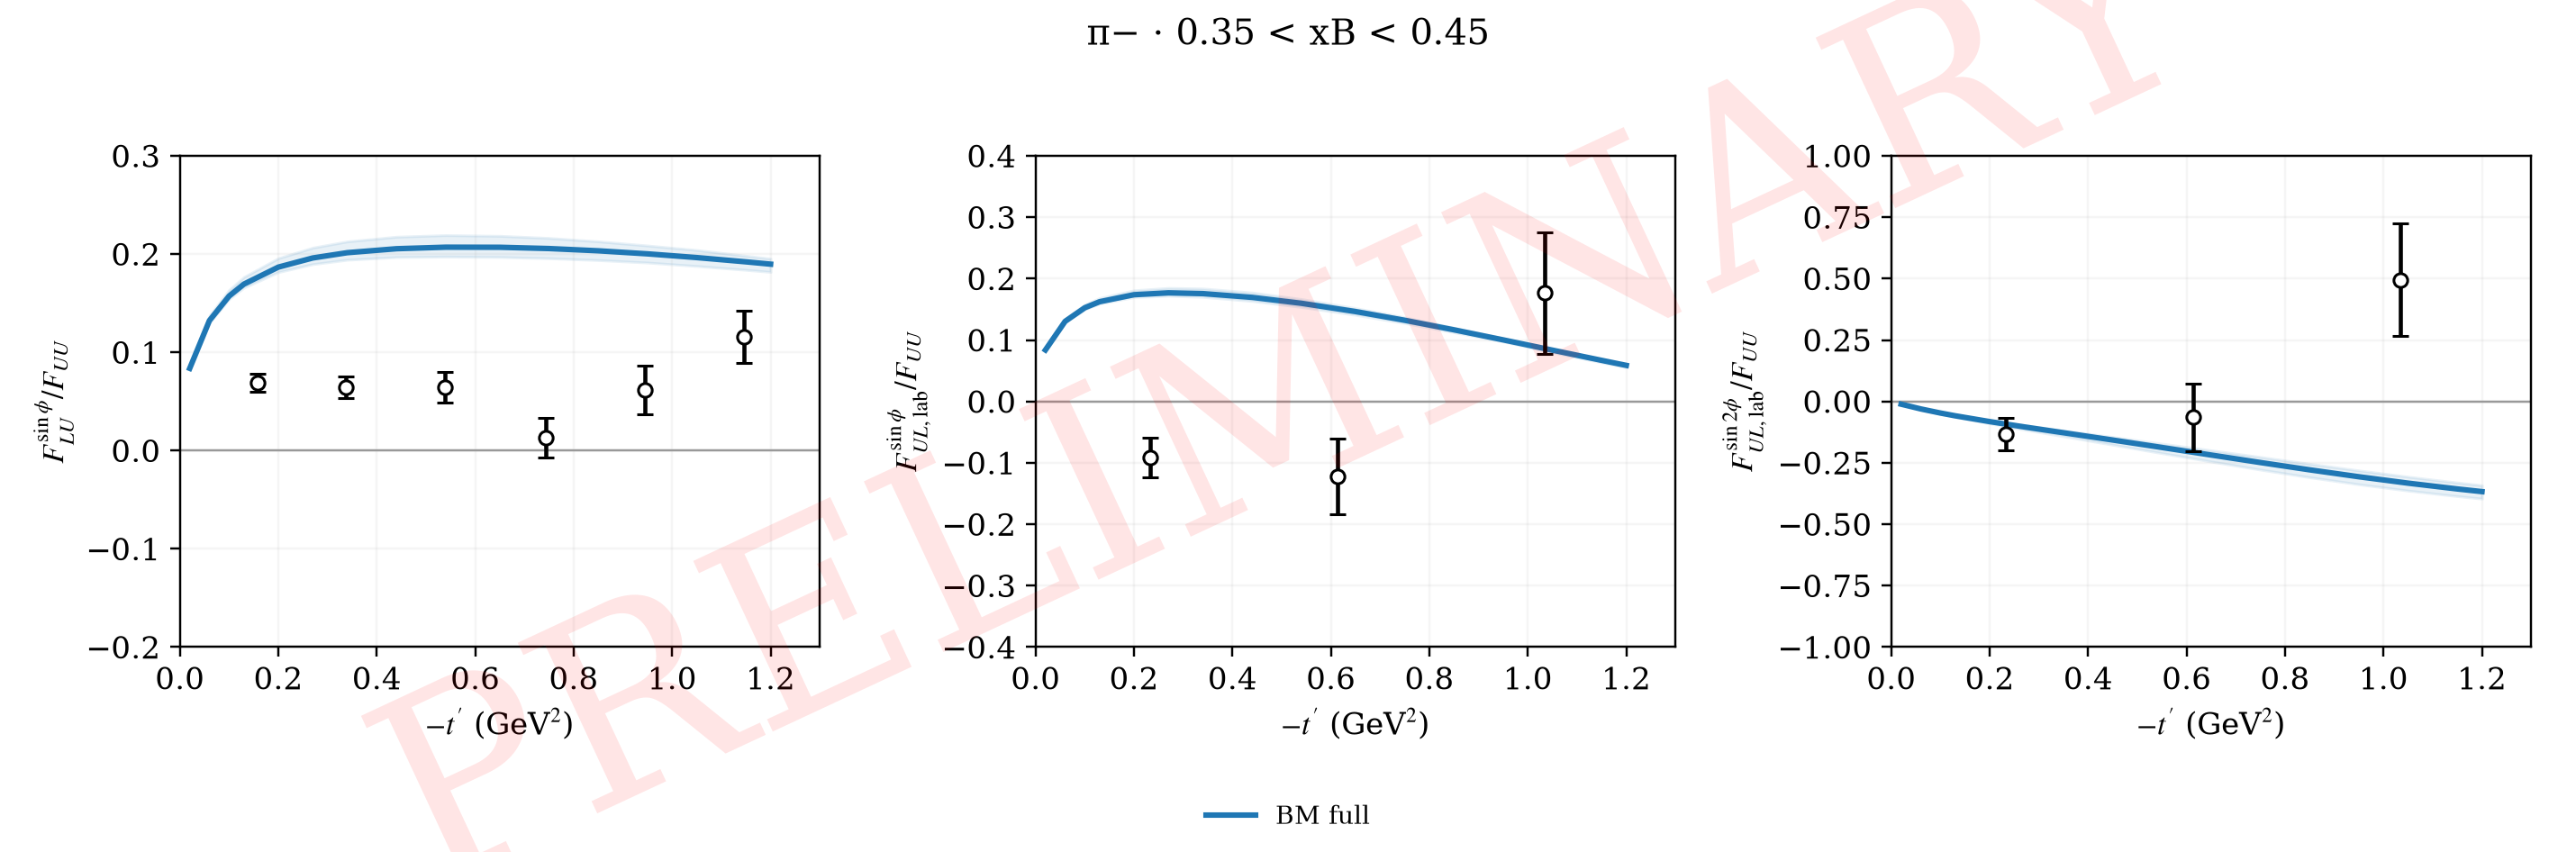 π− · 0.35 < xB < 0.45
PRELIMINARY
0.3
0.2
0.1
0.0
−0.1
−0.2
0.0 0.2 0.4 0.6 0.8 1.0 1.2
−t′ (GeV²)
F_{LU}^{sin ϕ}/F_{UU}
0.4
0.3
0.2
0.1
0.0
−0.1
−0.2
−0.3
−0.4
0.0 0.2 0.4 0.6 0.8 1.0 1.2
−t′ (GeV²)
F_{UL, lab}^{sin ϕ}/F_{UU}
1.00
0.75
0.50
0.25
0.00
−0.25
−0.50
−0.75
−1.00
0.0 0.2 0.4 0.6 0.8 1.0 1.2
−t′ (GeV²)
F_{UL, lab}^{sin 2ϕ}/F_{UU}
BM full